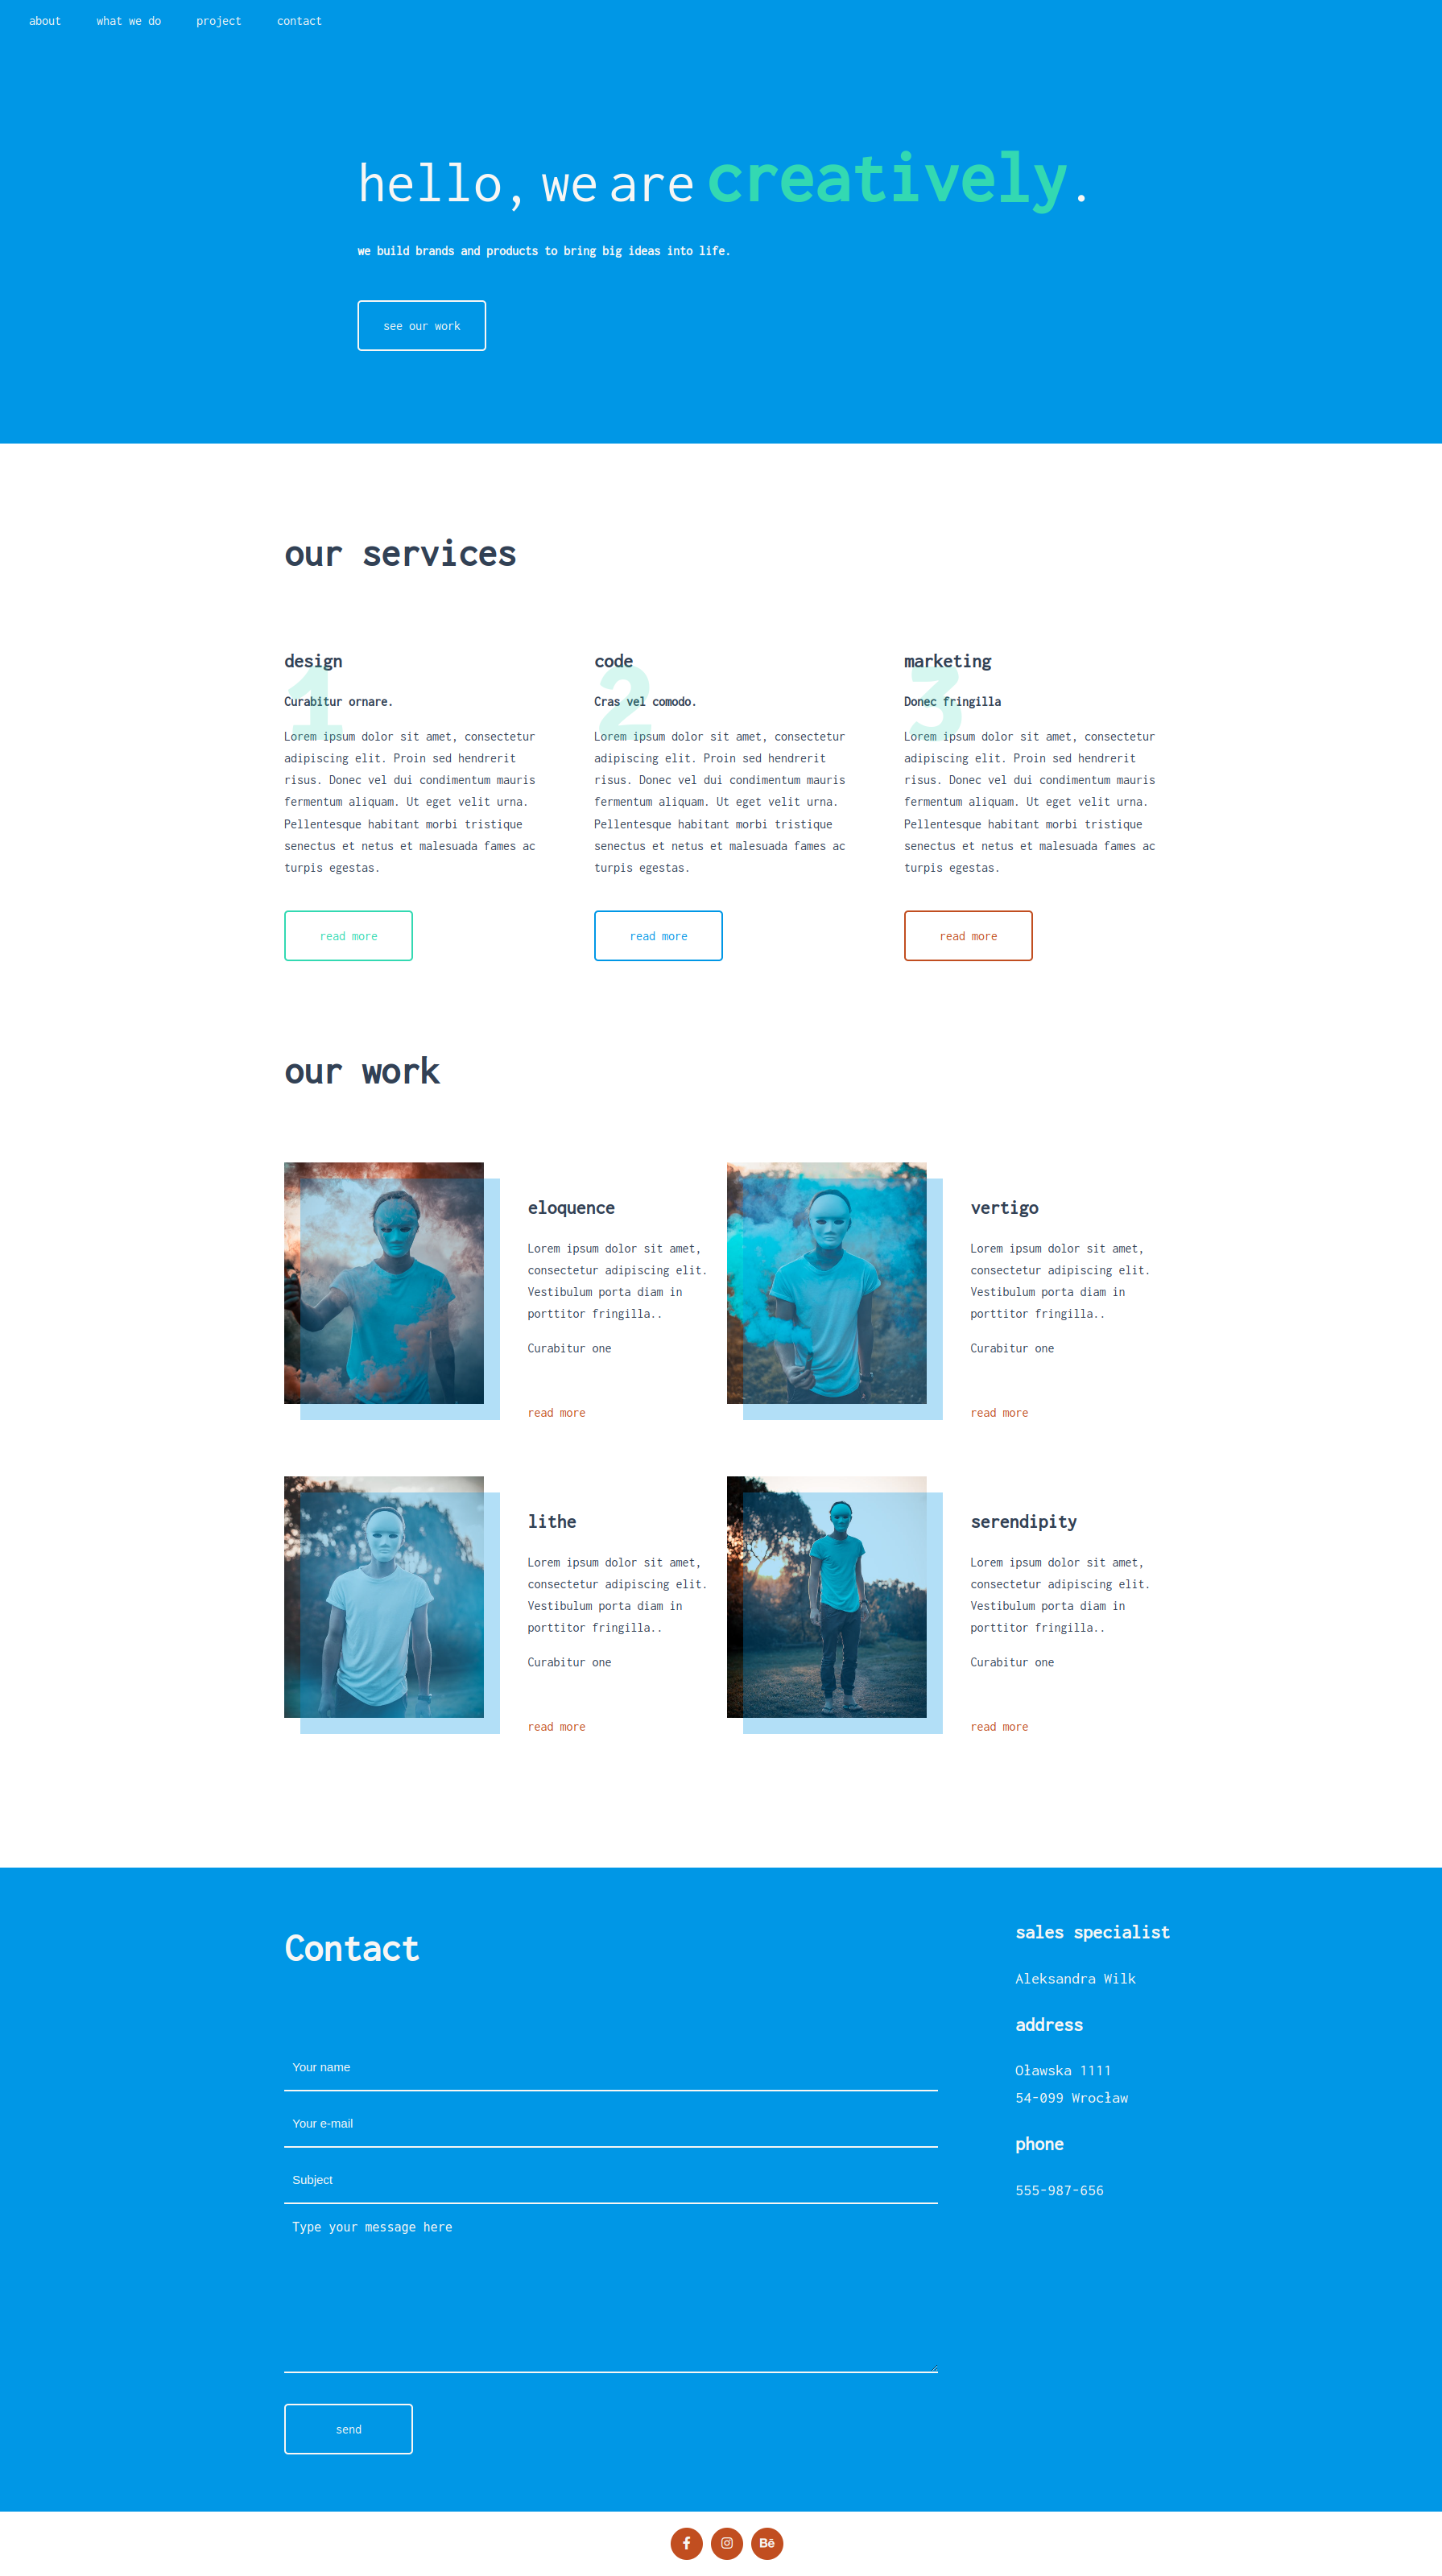 about what we do project contact
hello, we are creatively.
we build brands and products to bring big ideas into life.
see our work
our services
1
design
Curabitur ornare.
Lorem ipsum dolor sit amet, consectetur
adipiscing elit. Proin sed hendrerit
risus. Donec vel dui condimentum mauris
fermentum aliquam. Ut eget velit urna.
Pellentesque habitant morbi tristique
senectus et netus et malesuada fames ac
turpis egestas.
read more
2
code
Cras vel comodo.
Lorem ipsum dolor sit amet, consectetur
adipiscing elit. Proin sed hendrerit
risus. Donec vel dui condimentum mauris
fermentum aliquam. Ut eget velit urna.
Pellentesque habitant morbi tristique
senectus et netus et malesuada fames ac
turpis egestas.
read more
3
marketing
Donec fringilla
Lorem ipsum dolor sit amet, consectetur
adipiscing elit. Proin sed hendrerit
risus. Donec vel dui condimentum mauris
fermentum aliquam. Ut eget velit urna.
Pellentesque habitant morbi tristique
senectus et netus et malesuada fames ac
turpis egestas.
read more
our work
eloquence
Lorem ipsum dolor sit amet,
consectetur adipiscing elit.
Vestibulum porta diam in
porttitor fringilla..
Curabitur one
read more
vertigo
Lorem ipsum dolor sit amet,
consectetur adipiscing elit.
Vestibulum porta diam in
porttitor fringilla..
Curabitur one
read more
lithe
Lorem ipsum dolor sit amet,
consectetur adipiscing elit.
Vestibulum porta diam in
porttitor fringilla..
Curabitur one
read more
serendipity
Lorem ipsum dolor sit amet,
consectetur adipiscing elit.
Vestibulum porta diam in
porttitor fringilla..
Curabitur one
read more
Contact
Your name
Your e-mail
Subject
Type your message here
send
sales specialist
Aleksandra Wilk
address
Oławska 1111
54-099 Wrocław
phone
555-987-656
Bē